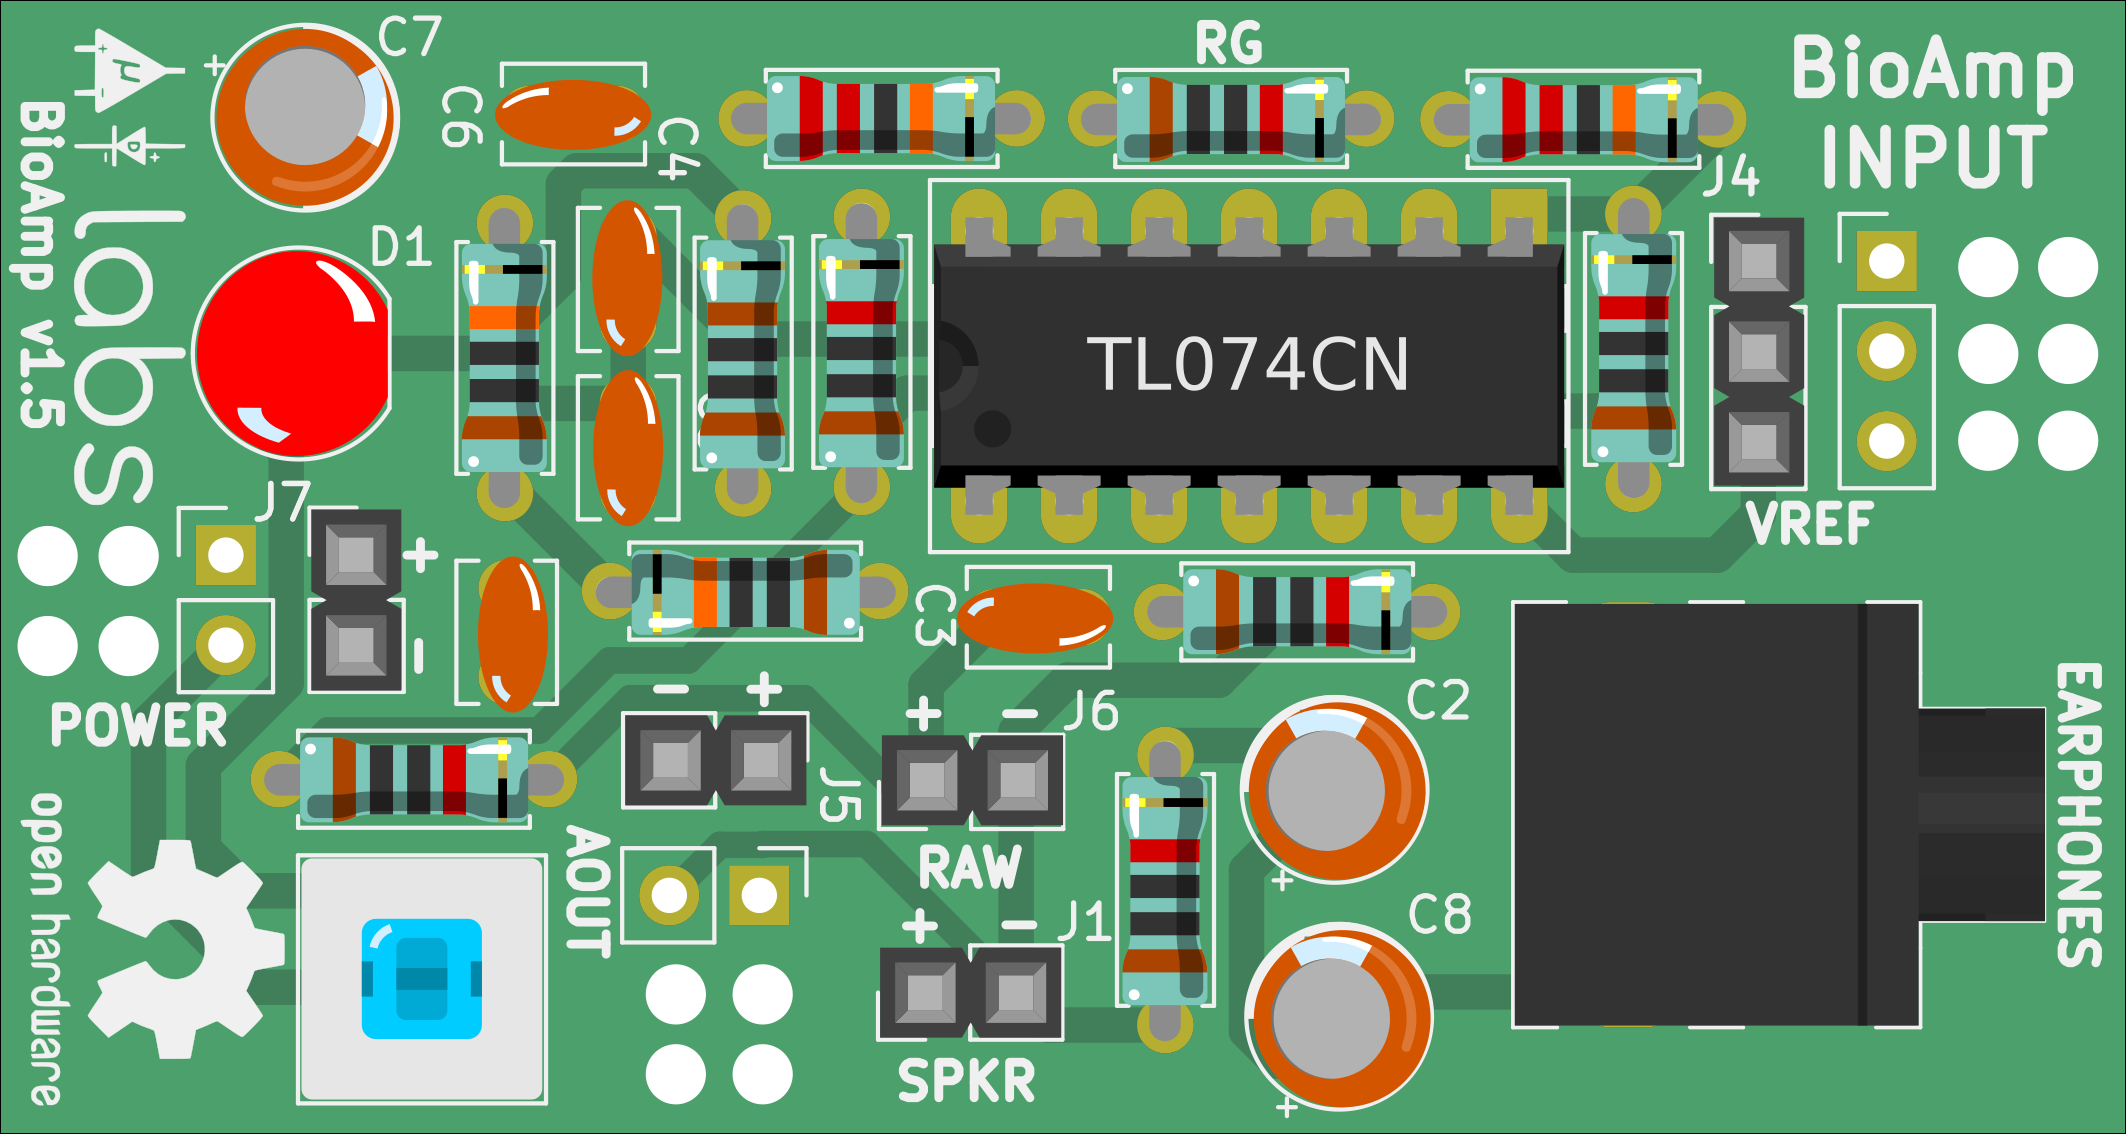 C7
RG
BioAmp
INPUT
C6
C4
J4
μ
D
labs
BioAmp v1.5
D1
TL074CN
VREF
J7
+
-
POWER
C3
- +
J5
AOUT
+ -
J6
RAW
C2
+
EARPHONES
open hardware
+ -
J1
SPKR
C8
+